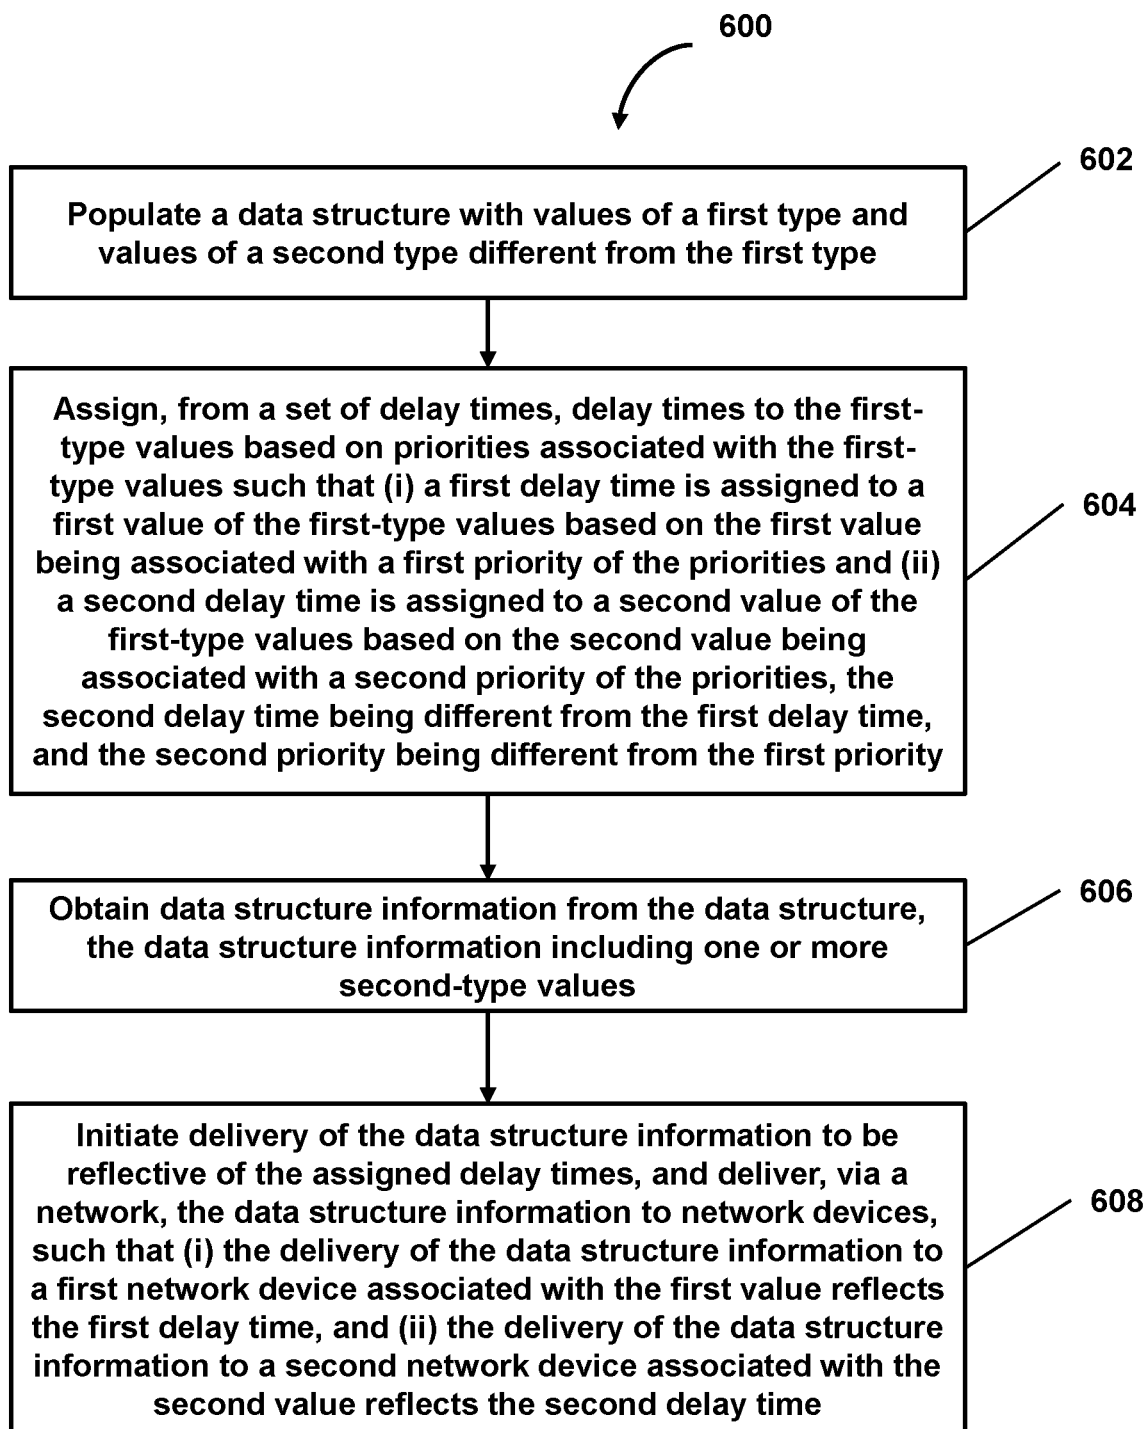 600
602
Populate a data structure with values of a first type and
values of a second type different from the first type
Assign, from a set of delay times, delay times to the first-
type values based on priorities associated with the first-
type values such that (i) a first delay time is assigned to a
first value of the first-type values based on the first value
being associated with a first priority of the priorities and (ii)
a second delay time is assigned to a second value of the
first-type values based on the second value being
associated with a second priority of the priorities, the
second delay time being different from the first delay time,
and the second priority being different from the first priority
604
Obtain data structure information from the data structure,
the data structure information including one or more
second-type values
606
Initiate delivery of the data structure information to be
reflective of the assigned delay times, and deliver, via a
network, the data structure information to network devices,
such that (i) the delivery of the data structure information to
a first network device associated with the first value reflects
the first delay time, and (ii) the delivery of the data structure
information to a second network device associated with the
second value reflects the second delay time
608